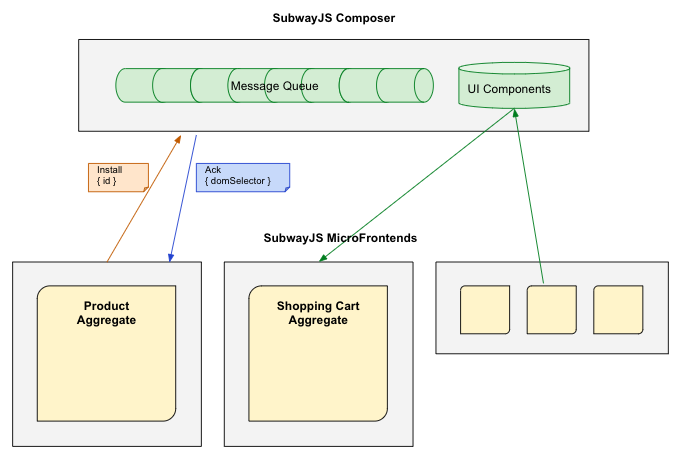 SubwayJS Composer
Message Queue
UI Components
Install
{ id }
Ack
{ domSelector }
SubwayJS MicroFrontends
Product
Aggregate
Shopping Cart
Aggregate